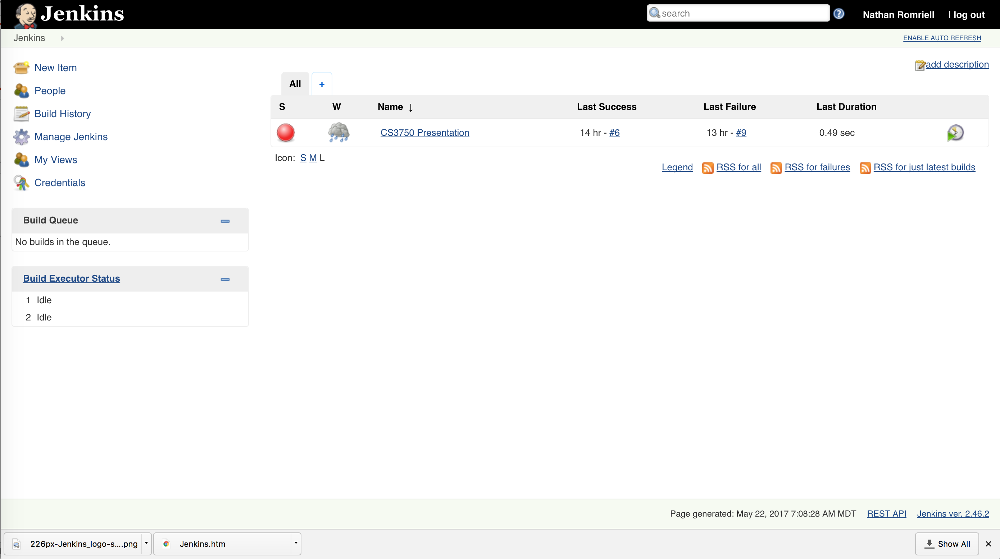 Jenkins
search
Nathan Romriell | log out
Jenkins
ENABLE AUTO REFRESH
New Item
People
Build History
Manage Jenkins
My Views
Credentials
Build Queue
No builds in the queue.
Build Executor Status
1 Idle
2 Idle
add description
All +
S W Name ↓ Last Success Last Failure Last Duration
CS3750 Presentation 14 hr - #6 13 hr - #9 0.49 sec
Icon: S M L
Legend RSS for all RSS for failures RSS for just latest builds
Page generated: May 22, 2017 7:08:28 AM MDT REST API Jenkins ver. 2.46.2
226px-Jenkins_logo-s....png Jenkins.htm Show All